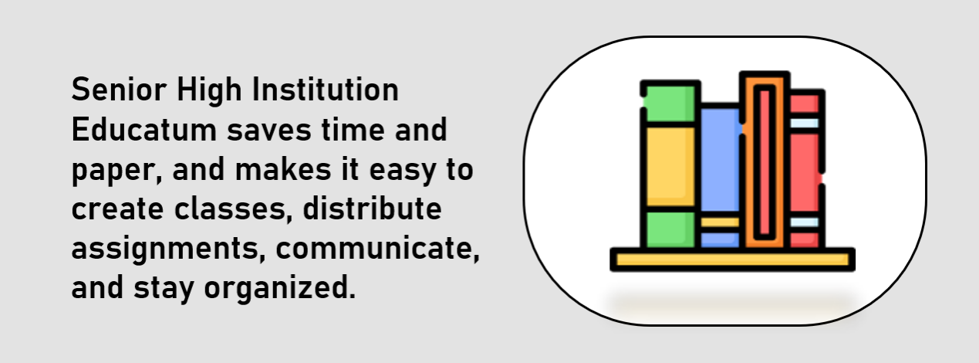 Senior High Institution
Educatum saves time and
paper, and makes it easy to
create classes, distribute
assignments, communicate,
and stay organized.